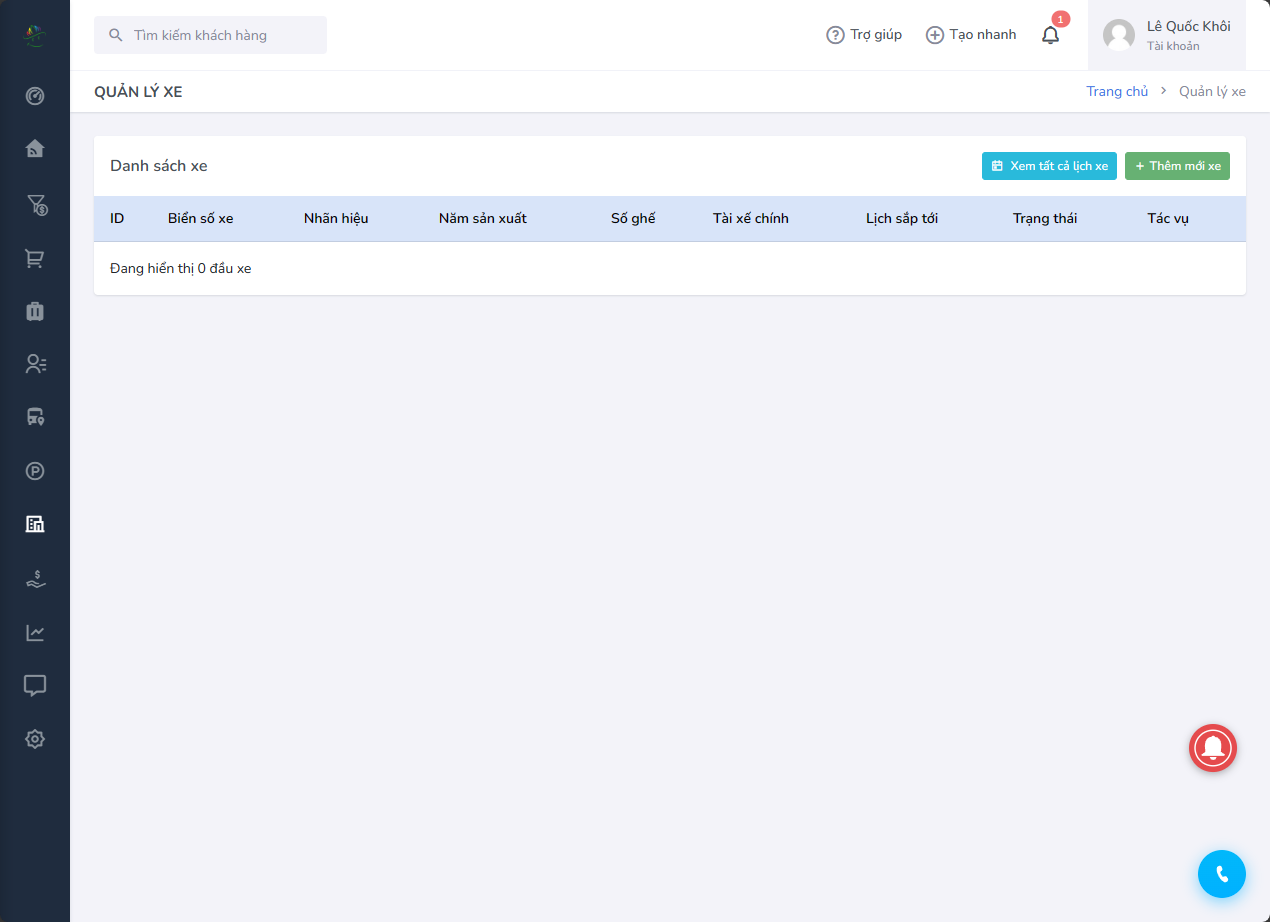 Tìm kiếm khách hàng
Trợ giúp
Tạo nhanh
1
Lê Quốc Khôi
Tài khoản
QUẢN LÝ XE
Trang chủ > Quản lý xe
Danh sách xe
Xem tất cả lịch xe
+ Thêm mới xe
ID Biển số xe Nhãn hiệu Năm sản xuất Số ghế Tài xế chính Lịch sắp tới Trạng thái Tác vụ
Đang hiển thị 0 đầu xe